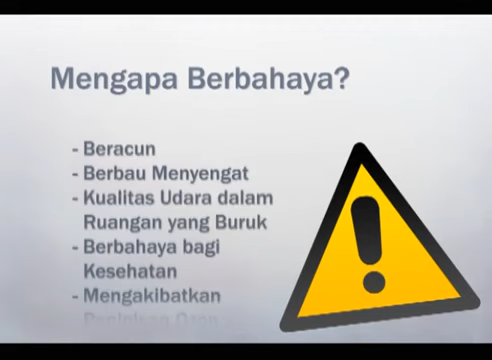 Mengapa Berbahaya?
- Beracun
- Berbau Menyengat
- Kualitas Udara dalam
Ruangan yang Buruk
- Berbahaya bagi
Kesehatan
- Mengakibatkan